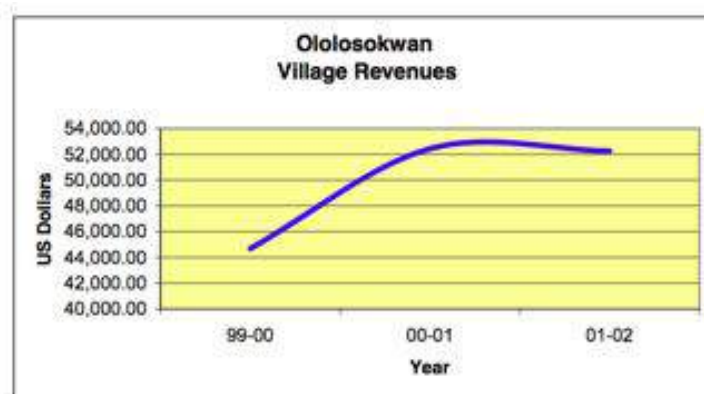 Ololosokwan
Village Revenues
54,000.00
52,000.00
50,000.00
48,000.00
46,000.00
44,000.00
42,000.00
40,000.00
US Dollars
99-00 00-01 01-02
Year